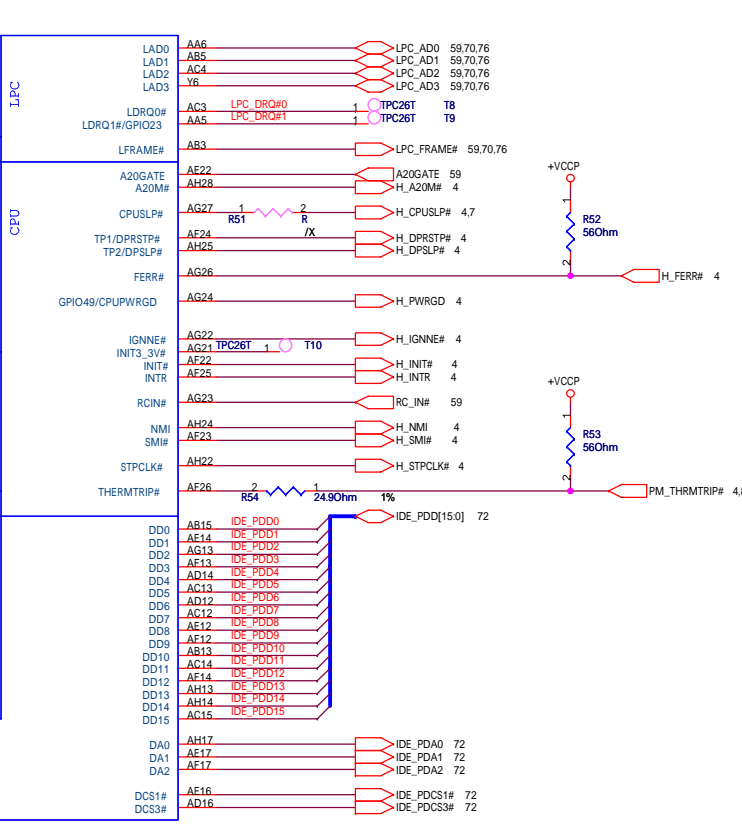 LPC
LAD0 AA6 LPC_AD0 59,70,76
LAD1 AB5 LPC_AD1 59,70,76
LAD2 AC4 LPC_AD2 59,70,76
LAD3 Y6 LPC_AD3 59,70,76
LDRQ0# AC3 LPC_DRQ#0 1 TPC26T T8
LDRQ1#/GPIO23 AA5 LPC_DRQ#1 1 TPC26T T9
LFRAME# AB3 LPC_FRAME# 59,70,76
CPU
A20GATE AE22 A20GATE 59
A20M# AH28 H_A20M# 4
+VCCP
CPUSLP# AG27 1 R51 2 R /X H_CPUSLP# 4,7
1 R52 56Ohm 2
TP1/DPRSTP# AF24 H_DPRSTP# 4
TP2/DPSLP# AH25 H_DPSLP# 4
FERR# AG26 H_FERR# 4
GPIO49/CPUPWRGD AG24 H_PWRGD 4
IGNNE# AG22 H_IGNNE# 4
INIT3_3V# AG21 TPC26T 1 T10
INIT# AF22 H_INIT# 4
INTR AF25 H_INTR 4
+VCCP
RCIN# AG23 RC_IN# 59
NMI AH24 H_NMI 4
SMI# AF23 H_SMI# 4
1 R53 56Ohm 2
STPCLK# AH22 H_STPCLK# 4
THERMTRIP# AF26 2 R54 1 24.9Ohm 1% PM_THRMTRIP# 4,
DD0 AB15 IDE_PDD0 IDE_PDD[15:0] 72
DD1 AE14 IDE_PDD1
DD2 AG13 IDE_PDD2
DD3 AF13 IDE_PDD3
DD4 AD14 IDE_PDD4
DD5 AC13 IDE_PDD5
DD6 AD12 IDE_PDD6
DD7 AC12 IDE_PDD7
DD8 AE12 IDE_PDD8
DD9 AF12 IDE_PDD9
DD10 AB13 IDE_PDD10
DD11 AC14 IDE_PDD11
DD12 AF14 IDE_PDD12
DD13 AH13 IDE_PDD13
DD14 AH14 IDE_PDD14
DD15 AC15 IDE_PDD15
DA0 AH17 IDE_PDA0 72
DA1 AE17 IDE_PDA1 72
DA2 AF17 IDE_PDA2 72
DCS1# AE16 IDE_PDCS1# 72
DCS3# AD16 IDE_PDCS3# 72